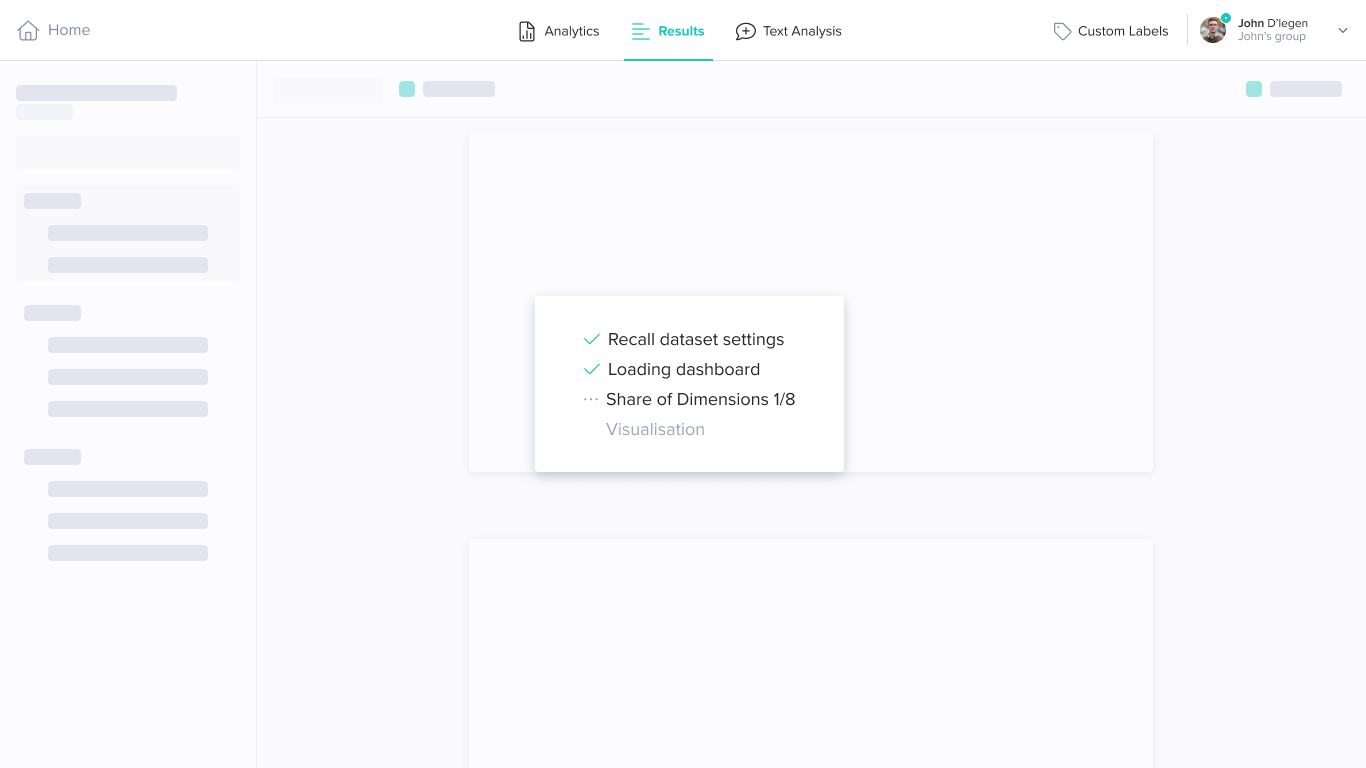 Home
Analytics
Results
Text Analysis
Custom Labels
John D'legen
John's group
Recall dataset settings
Loading dashboard
Share of Dimensions 1/8
Visualisation